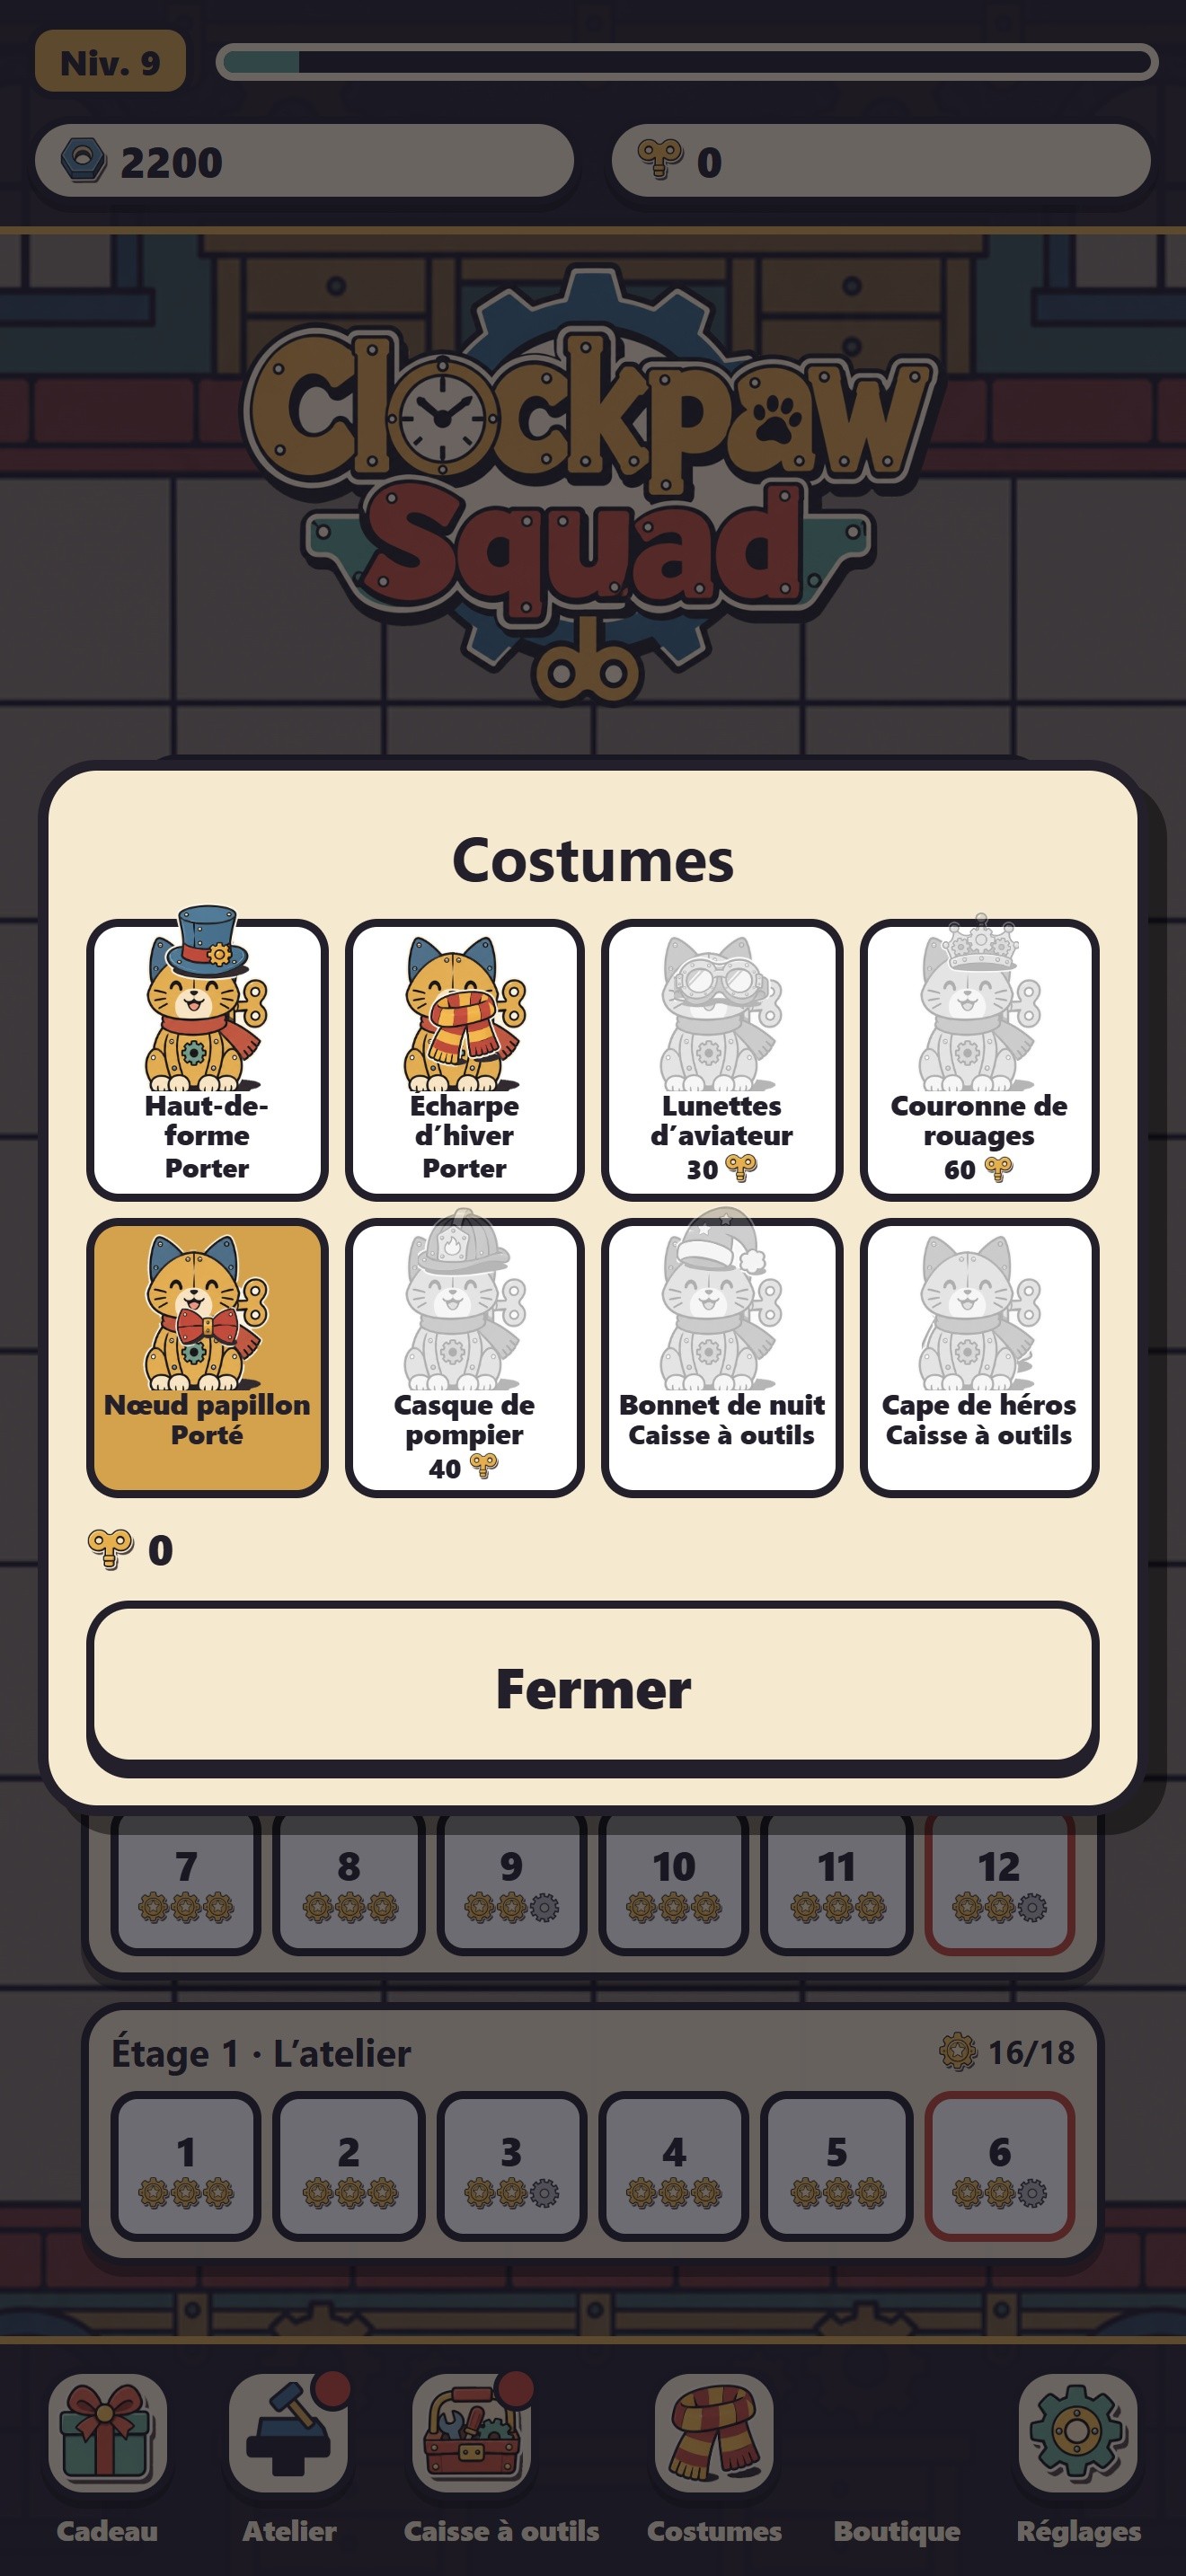 Niv. 9
2200
0
Clockpaw
Squad
Costumes
Haut-de-
forme
Porter
Echarpe
d'hiver
Porter
Lunettes
d'aviateur
30
Couronne de
rouages
60
Nœud papillon
Porté
Casque de
pompier
40
Bonnet de nuit
Caisse à outils
Cape de héros
Caisse à outils
0
Fermer
7
8
9
10
11
12
Étage 1 · L'atelier
16/18
1
2
3
4
5
6
Cadeau
Atelier
Caisse à outils
Costumes
Boutique
Réglages